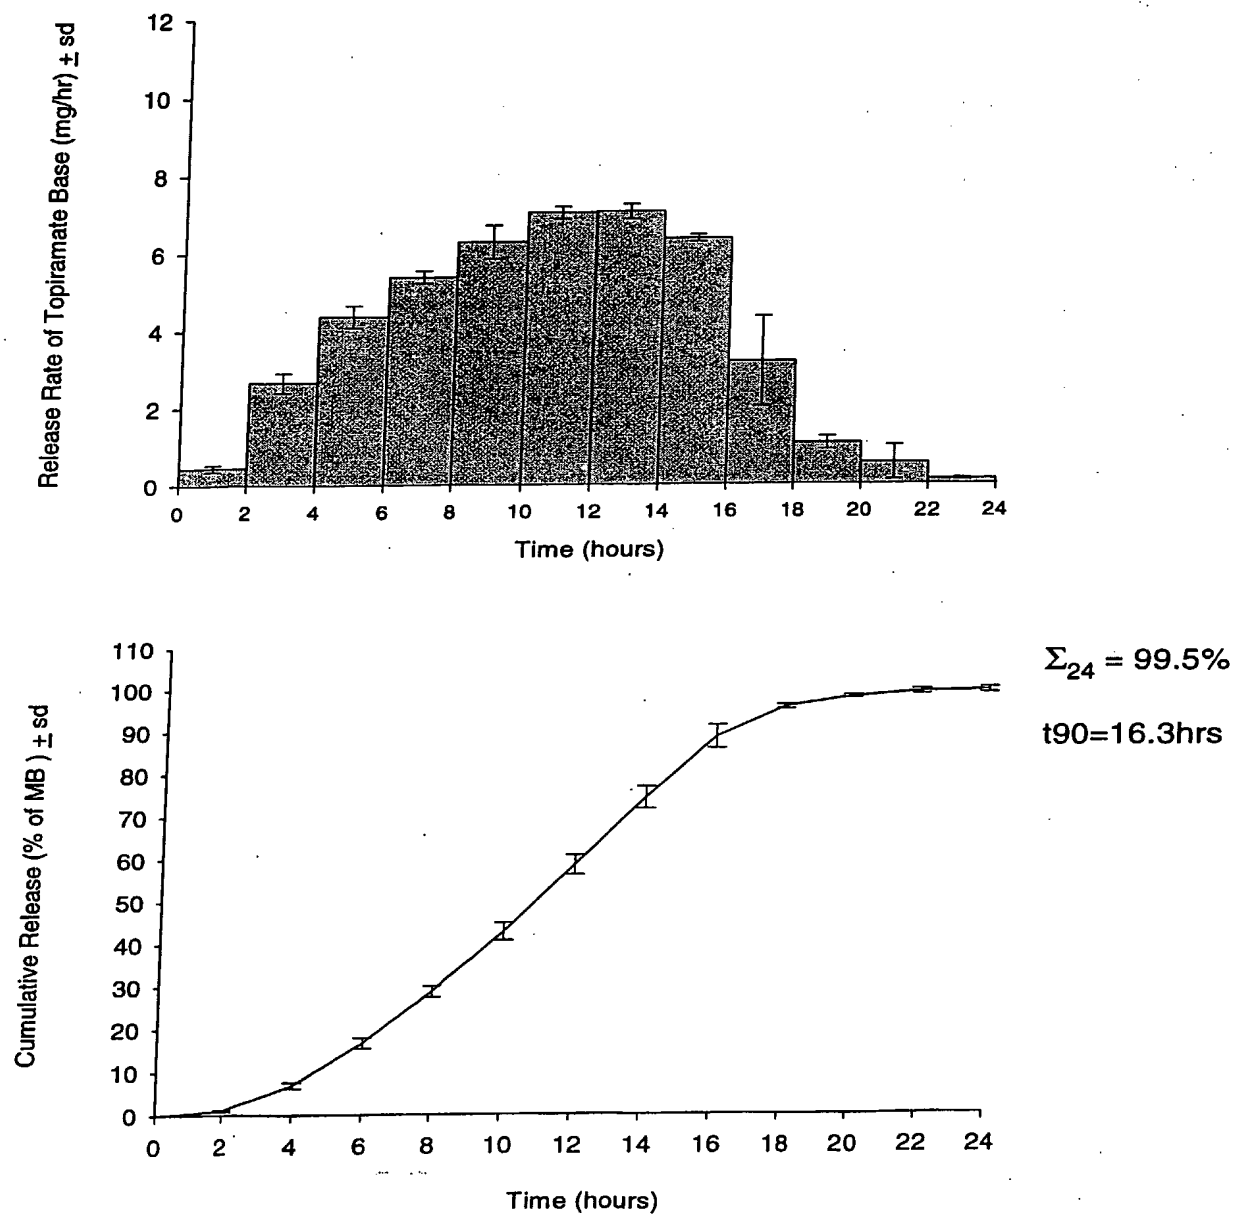 Release Rate of Topiramate Base (mg/hr) ± sd
12
10
8
6
4
2
0
0 2 4 6 8 10 12 14 16 18 20 22 24
Time (hours)
Cumulative Release (% of MB ) ± sd
110
100
90
80
70
60
50
40
30
20
10
0
0 2 4 6 8 10 12 14 16 18 20 22 24
Time (hours)
Σ24 = 99.5%
t90=16.3hrs